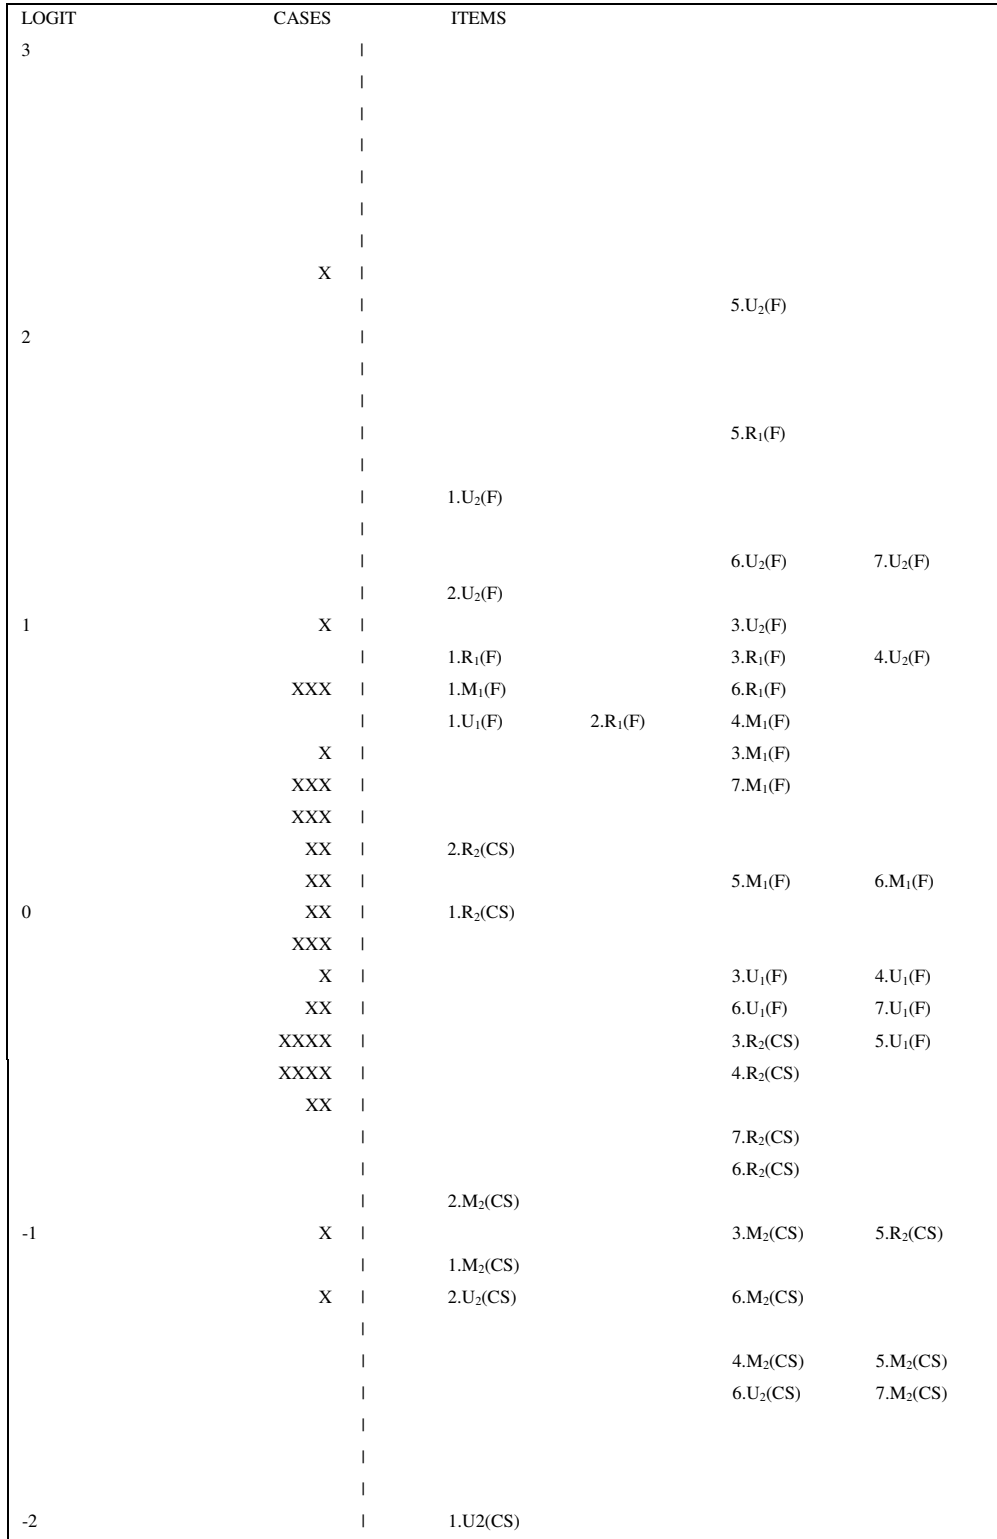 LOGIT CASES ITEMS
3 |
|
|
|
|
|
|
X |
| 5.U₂(F)
2 |
|
|
| 5.R₁(F)
|
| 1.U₂(F)
|
| 6.U₂(F) 7.U₂(F)
| 2.U₂(F)
1 X | 3.U₂(F)
| 1.R₁(F) 3.R₁(F) 4.U₂(F)
XXX | 1.M₁(F) 6.R₁(F)
| 1.U₁(F) 2.R₁(F) 4.M₁(F)
X | 3.M₁(F)
XXX | 7.M₁(F)
XXX |
XX | 2.R₂(CS)
XX | 5.M₁(F) 6.M₁(F)
0 XX | 1.R₂(CS)
XXX |
X | 3.U₁(F) 4.U₁(F)
XX | 6.U₁(F) 7.U₁(F)
XXXX | 3.R₂(CS) 5.U₁(F)
XXXX | 4.R₂(CS)
XX |
| 7.R₂(CS)
| 6.R₂(CS)
| 2.M₂(CS)
-1 X | 3.M₂(CS) 5.R₂(CS)
| 1.M₂(CS)
X | 2.U₂(CS) 6.M₂(CS)
|
| 4.M₂(CS) 5.M₂(CS)
| 6.U₂(CS) 7.M₂(CS)
|
|
|
-2 | 1.U2(CS)